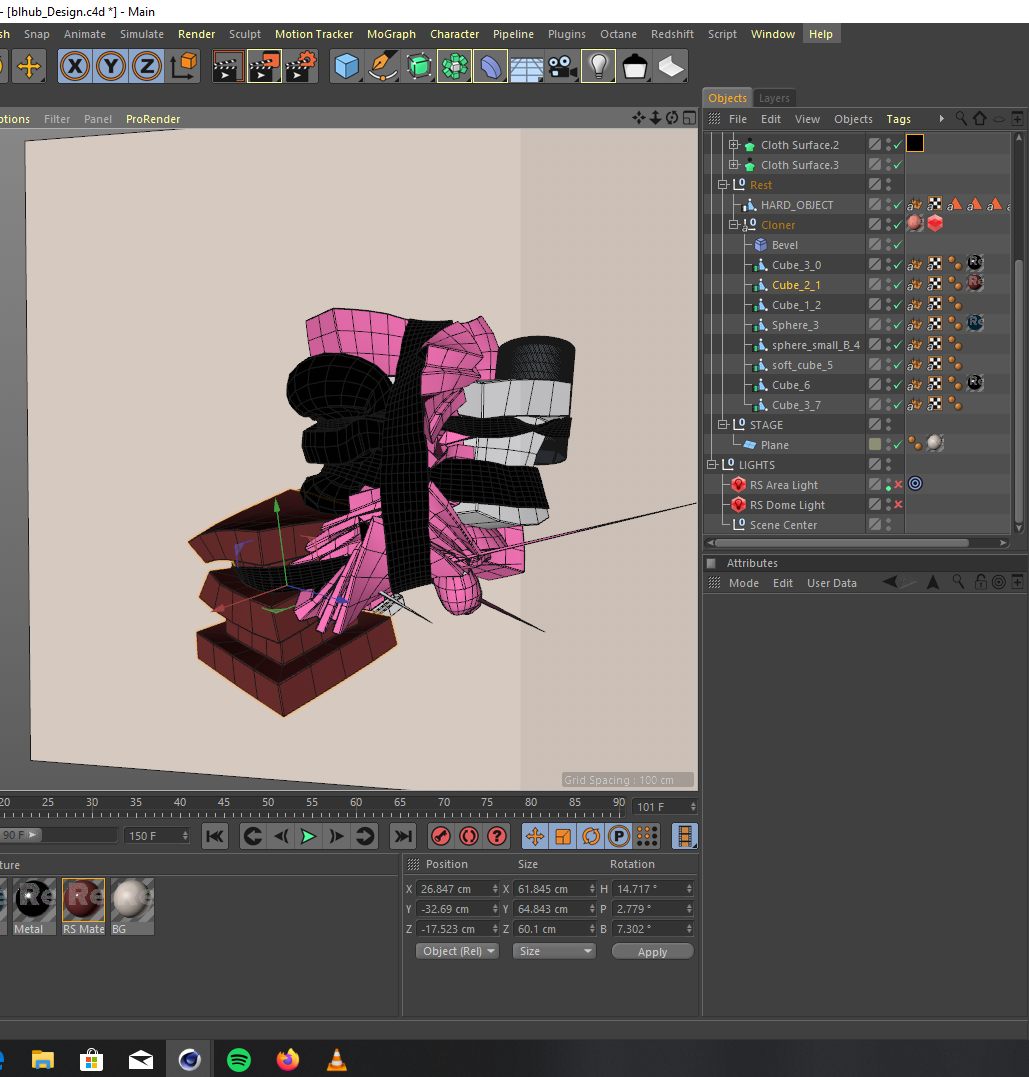 - [blhub_Design.c4d *] - Main
sh Snap Animate Simulate Render Sculpt Motion Tracker MoGraph Character Pipeline Plugins Octane Redshift Script Window Help
X Y Z
Objects Layers
otions Filter Panel ProRender
File Edit View Objects Tags
Cloth Surface.2
Cloth Surface.3
Rest
HARD_OBJECT
Cloner
Bevel
Cube_3_0
Cube_2_1
Cube_1_2
Sphere_3
sphere_small_B_4
soft_cube_5
Cube_6
Cube_3_7
STAGE
Plane
LIGHTS
RS Area Light
RS Dome Light
Scene Center
Attributes
Mode Edit User Data
Grid Spacing : 100 cm
20 25 30 35 40 45 50 55 60 65 70 75 80 85 90 101 F
90 F 150 F
P
ture
Position Size Rotation
X 26.847 cm X 61.845 cm H 14.717 °
Y -32.69 cm Y 64.843 cm P 2.779 °
Z -17.523 cm Z 60.1 cm B 7.302 °
Object (Rel) Size Apply
Re Re
Metal RS Mate BG